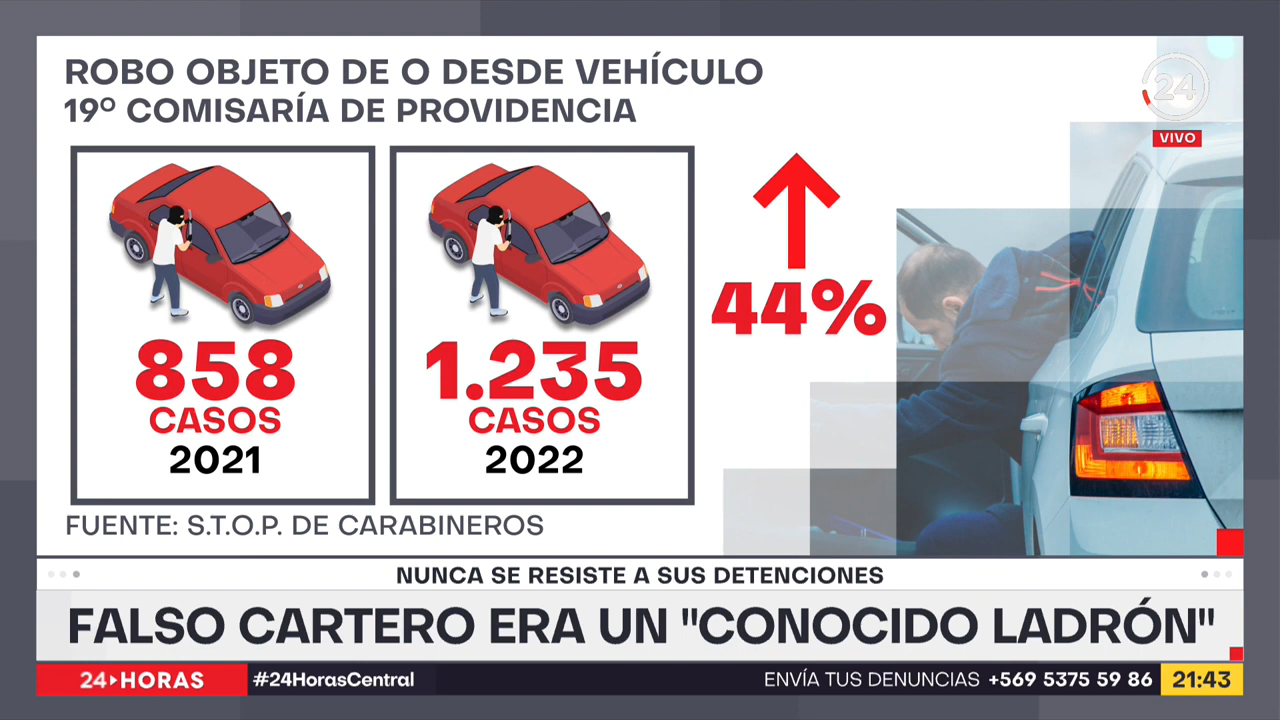 ROBO OBJETO DE O DESDE VEHÍCULO
19º COMISARÍA DE PROVIDENCIA
24
VIVO
858
CASOS
2021
1.235
CASOS
2022
44%
FUENTE: S.T.O.P. DE CARABINEROS
NUNCA SE RESISTE A SUS DETENCIONES
FALSO CARTERO ERA UN "CONOCIDO LADRÓN"
24 HORAS #24HorasCentral ENVÍA TUS DENUNCIAS +569 5375 59 86 21:43